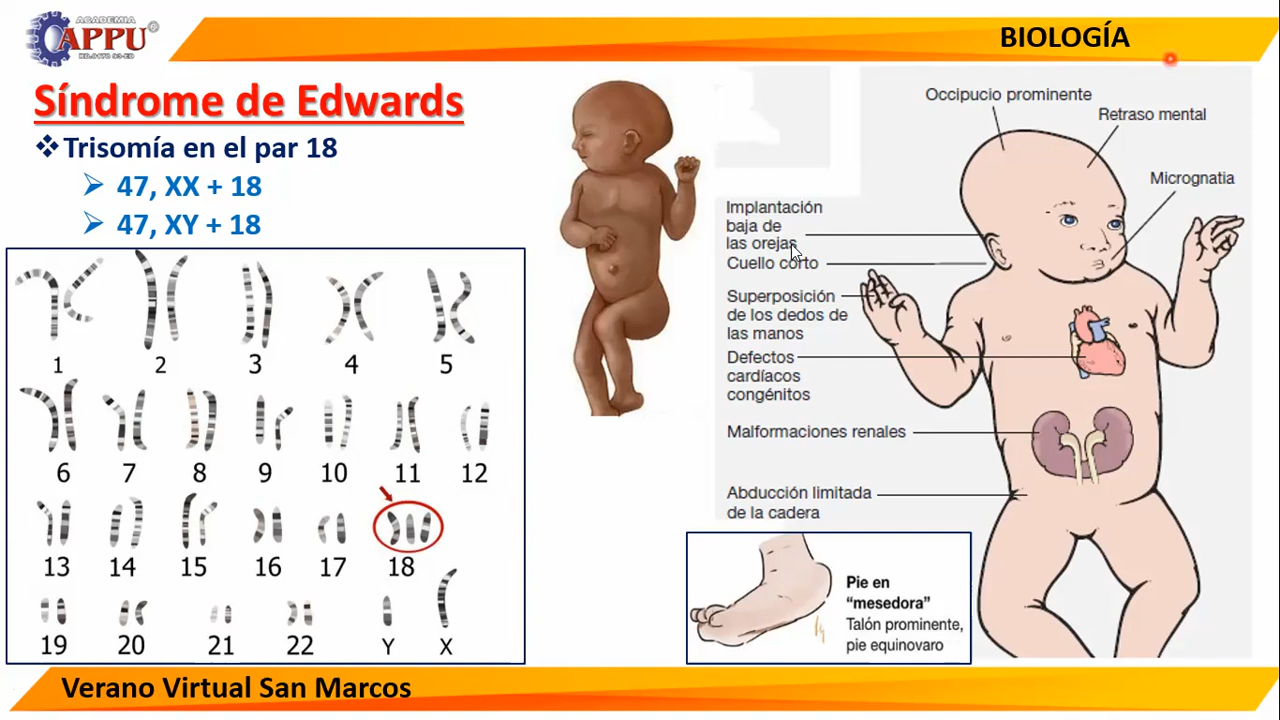 ACADEMIA
APPU
BIOLOGÍA
Síndrome de Edwards
Trisomía en el par 18
47, XX + 18
47, XY + 18
1 2 3 4 5
6 7 8 9 10 11 12
13 14 15 16 17 18
19 20 21 22 Y X
Occipucio prominente
Retraso mental
Micrognatia
Implantación
baja de
las orejas
Cuello corto
Superposición
de los dedos de
las manos
Defectos
cardíacos
congénitos
Malformaciones renales
Abducción limitada
de la cadera
Pie en
“mesedora”
Talón prominente,
pie equinovaro
Verano Virtual San Marcos